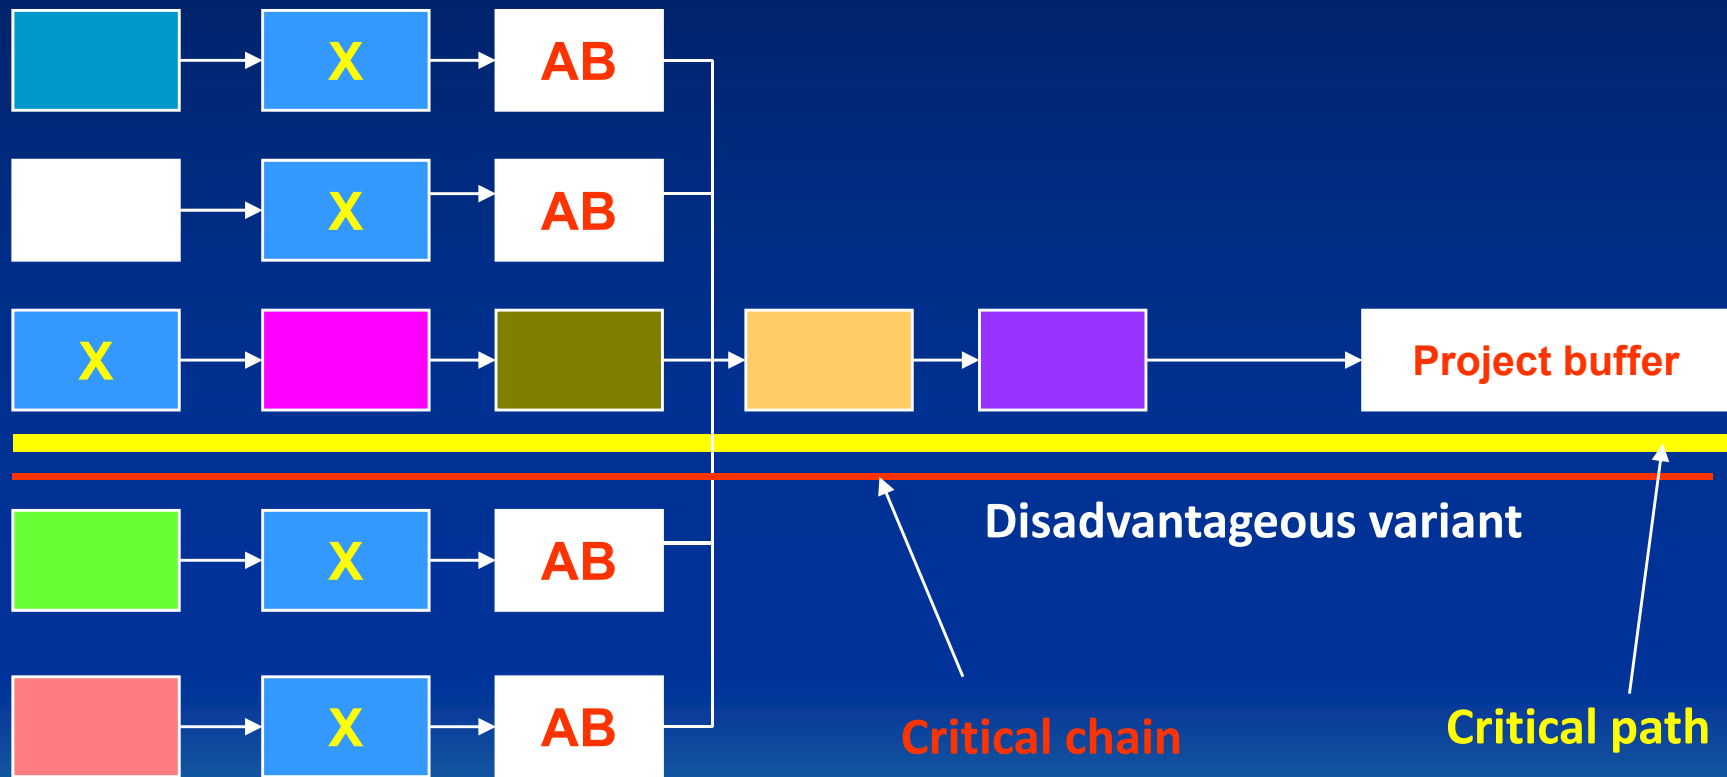 X AB
X AB
X Project buffer
Disadvantageous variant
X AB
X AB
Critical chain
Critical path